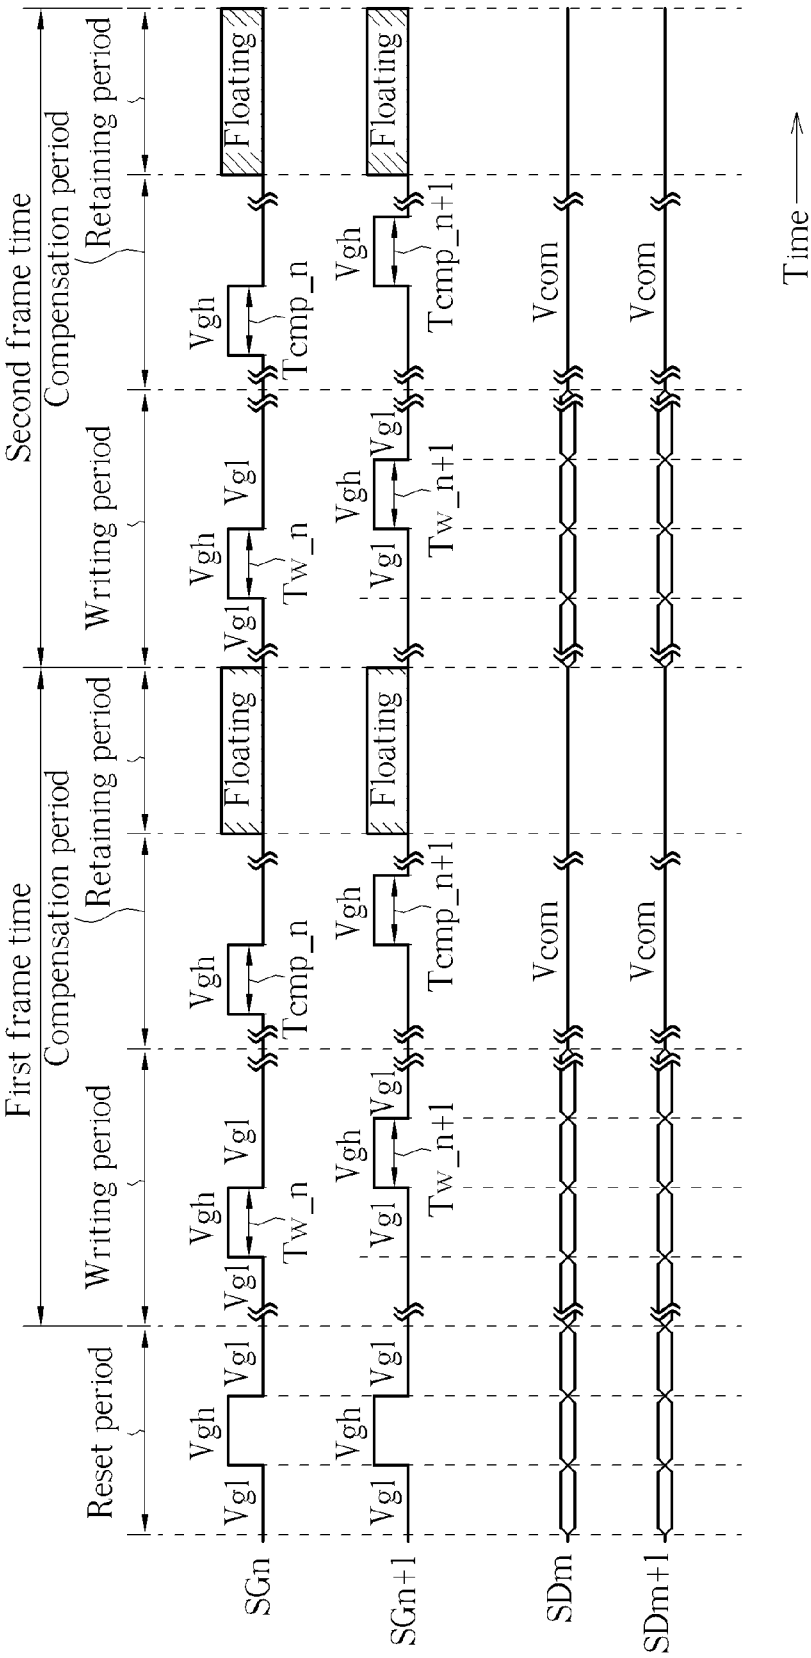 First frame time
Second frame time
Compensation period
Compensation period
Reset period
Writing period
Retaining period
Writing period
Retaining period
SGn
Vgl
Vgh
Vgl
Vgl
Vgh
Vgl
Vgh
Floating
Vgl
Vgh
Vgl
Vgh
Floating
Tw_n
Tcmp_n
Tw_n
Tcmp_n
SGn+1
Vgl
Vgh
Vgl
Vgl
Vgh
Vgl
Vgh
Floating
Vgl
Vgh
Vgl
Vgh
Floating
Tw_n+1
Tcmp_n+1
Tw_n+1
Tcmp_n+1
SDm
Vcom
Vcom
SDm+1
Vcom
Vcom
Time